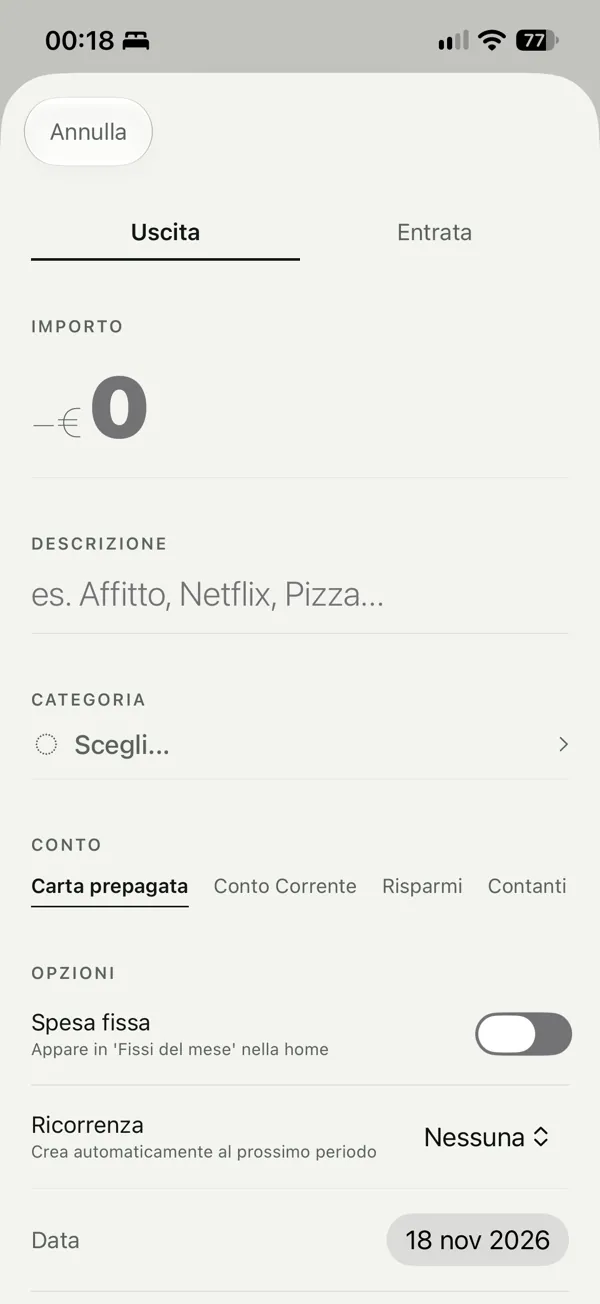 00:18
77
Annulla
Uscita
Entrata
IMPORTO
–€0
DESCRIZIONE
es. Affitto, Netflix, Pizza...
CATEGORIA
Scegli...
CONTO
Carta prepagata
Conto Corrente
Risparmi
Contanti
OPZIONI
Spesa fissa
Appare in 'Fissi del mese' nella home
Ricorrenza
Crea automaticamente al prossimo periodo
Nessuna
Data
18 nov 2026